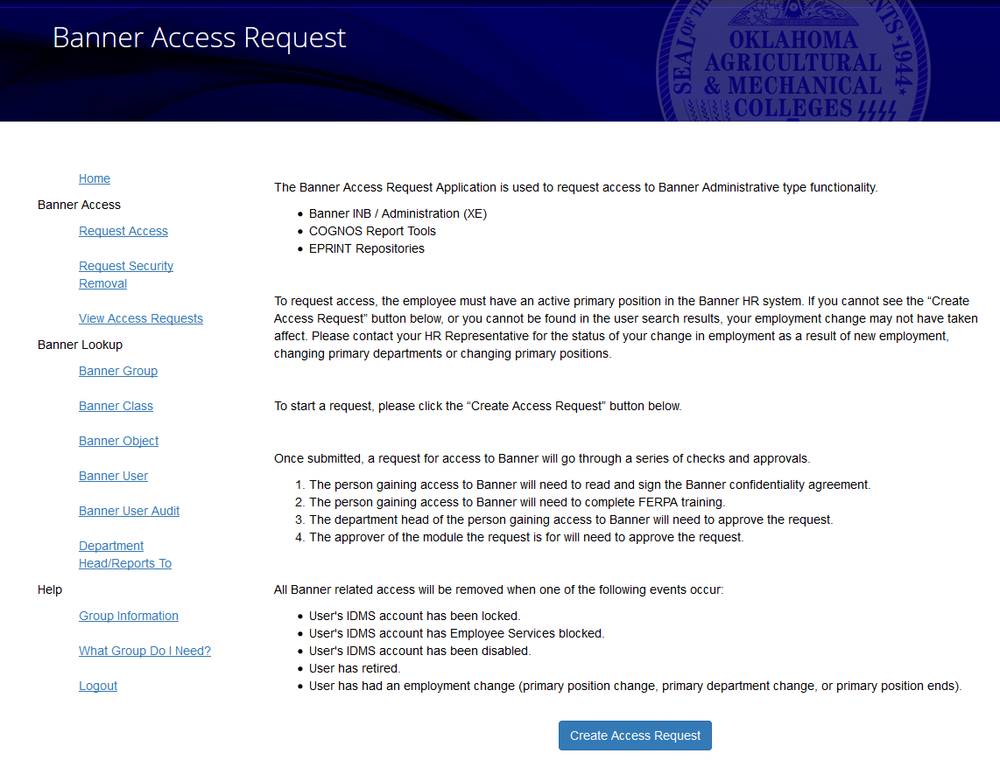 Banner Access Request
SEAL OF THE
ENTS
★1944★
OKLAHOMA
AGRICULTURAL
& MECHANICAL
COLLEGES
Home
Banner Access
Request Access
Request Security
Removal
View Access Requests
Banner Lookup
Banner Group
Banner Class
Banner Object
Banner User
Banner User Audit
Department
Head/Reports To
Help
Group Information
What Group Do I Need?
Logout
The Banner Access Request Application is used to request access to Banner Administrative type functionality.
• Banner INB / Administration (XE)
• COGNOS Report Tools
• EPRINT Repositories
To request access, the employee must have an active primary position in the Banner HR system. If you cannot see the “Create
Access Request” button below, or you cannot be found in the user search results, your employment change may not have taken
affect. Please contact your HR Representative for the status of your change in employment as a result of new employment,
changing primary departments or changing primary positions.
To start a request, please click the “Create Access Request” button below.
Once submitted, a request for access to Banner will go through a series of checks and approvals.
1. The person gaining access to Banner will need to read and sign the Banner confidentiality agreement.
2. The person gaining access to Banner will need to complete FERPA training.
3. The department head of the person gaining access to Banner will need to approve the request.
4. The approver of the module the request is for will need to approve the request.
All Banner related access will be removed when one of the following events occur:
• User's IDMS account has been locked.
• User's IDMS account has Employee Services blocked.
• User's IDMS account has been disabled.
• User has retired.
• User has had an employment change (primary position change, primary department change, or primary position ends).
Create Access Request